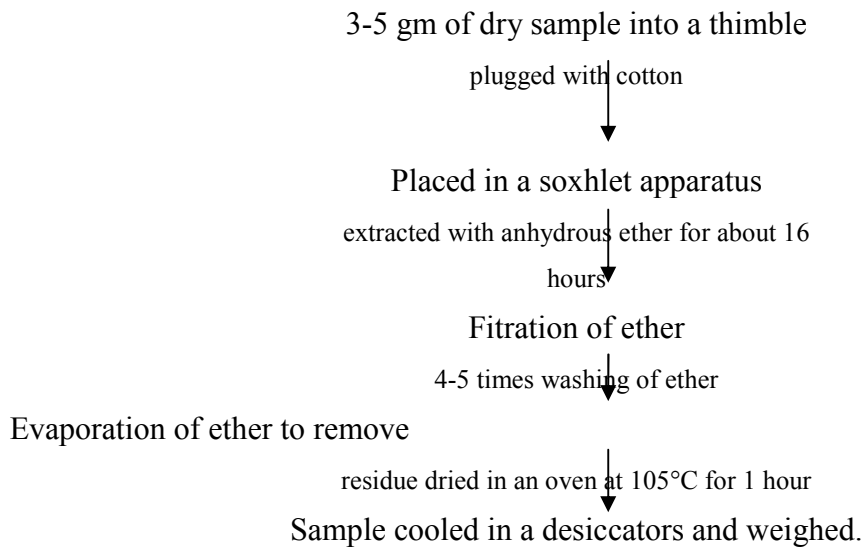 3-5 gm of dry sample into a thimble
plugged with cotton
Placed in a soxhlet apparatus
extracted with anhydrous ether for about 16
hours
Fitration of ether
4-5 times washing of ether
Evaporation of ether to remove
residue dried in an oven at 105°C for 1 hour
Sample cooled in a desiccators and weighed.